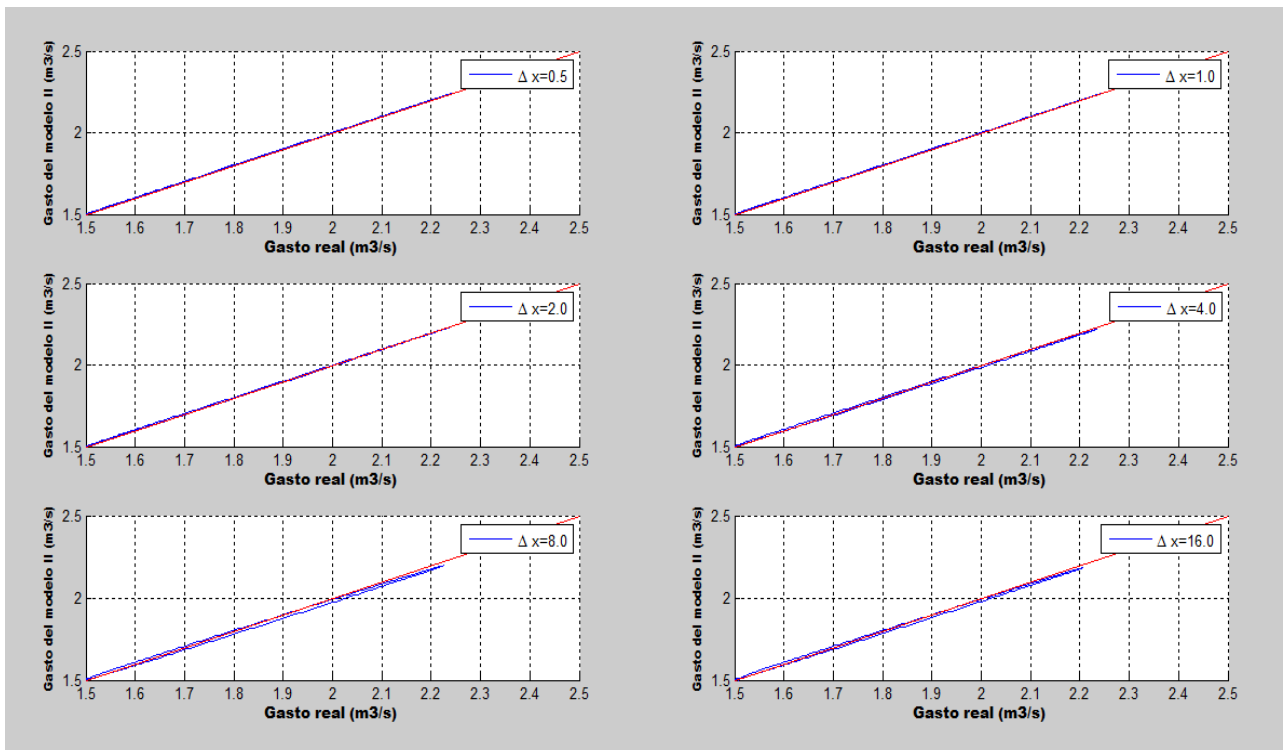 Gasto del modelo II (m3/s)
2.5
2
1.5
Δ x=0.5
1.5 1.6 1.7 1.8 1.9 2 2.1 2.2 2.3 2.4 2.5
Gasto real (m3/s)
Gasto del modelo II (m3/s)
2.5
2
1.5
Δ x=1.0
1.5 1.6 1.7 1.8 1.9 2 2.1 2.2 2.3 2.4 2.5
Gasto real (m3/s)
Gasto del modelo II (m3/s)
2.5
2
1.5
Δ x=2.0
1.5 1.6 1.7 1.8 1.9 2 2.1 2.2 2.3 2.4 2.5
Gasto real (m3/s)
Gasto del modelo II (m3/s)
2.5
2
1.5
Δ x=4.0
1.5 1.6 1.7 1.8 1.9 2 2.1 2.2 2.3 2.4 2.5
Gasto real (m3/s)
Gasto del modelo II (m3/s)
2.5
2
1.5
Δ x=8.0
1.5 1.6 1.7 1.8 1.9 2 2.1 2.2 2.3 2.4 2.5
Gasto real (m3/s)
Gasto del modelo II (m3/s)
2.5
2
1.5
Δ x=16.0
1.5 1.6 1.7 1.8 1.9 2 2.1 2.2 2.3 2.4 2.5
Gasto real (m3/s)